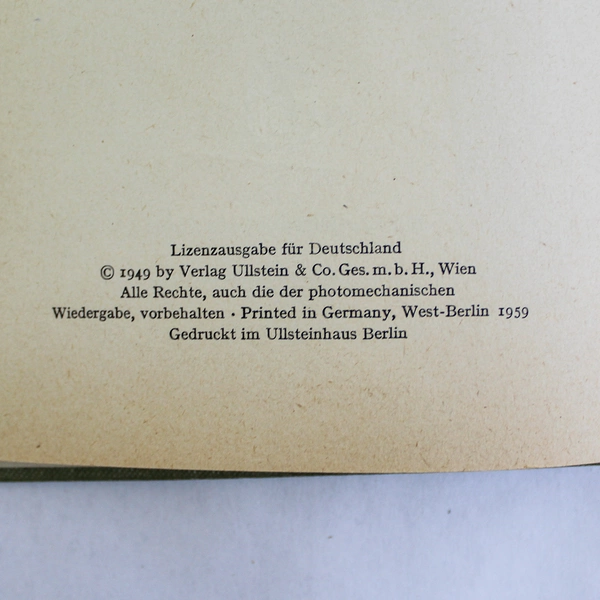 Lizenzausgabe für Deutschland
© 1949 by Verlag Ullstein & Co. Ges. m. b. H., Wien
Alle Rechte, auch die der photomechanischen
Wiedergabe, vorbehalten · Printed in Germany, West-Berlin 1959
Gedruckt im Ullsteinhaus Berlin